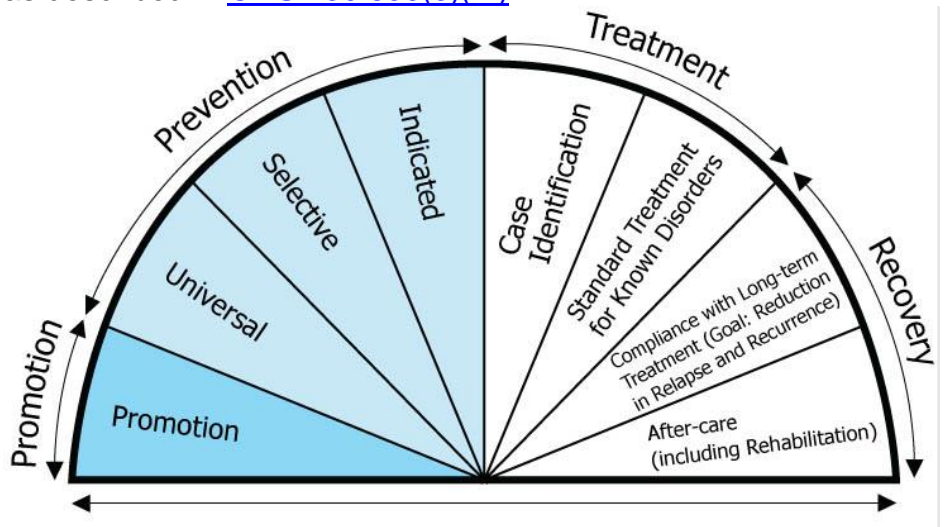 Treatment
Prevention
Promotion
Recovery
Promotion
Universal
Selective
Indicated
Case
Identification
Standard Treatment
for Known Disorders
Compliance with Long-term
Treatment (Goal: Reduction
in Relapse and Recurrence)
After-care
(including Rehabilitation)